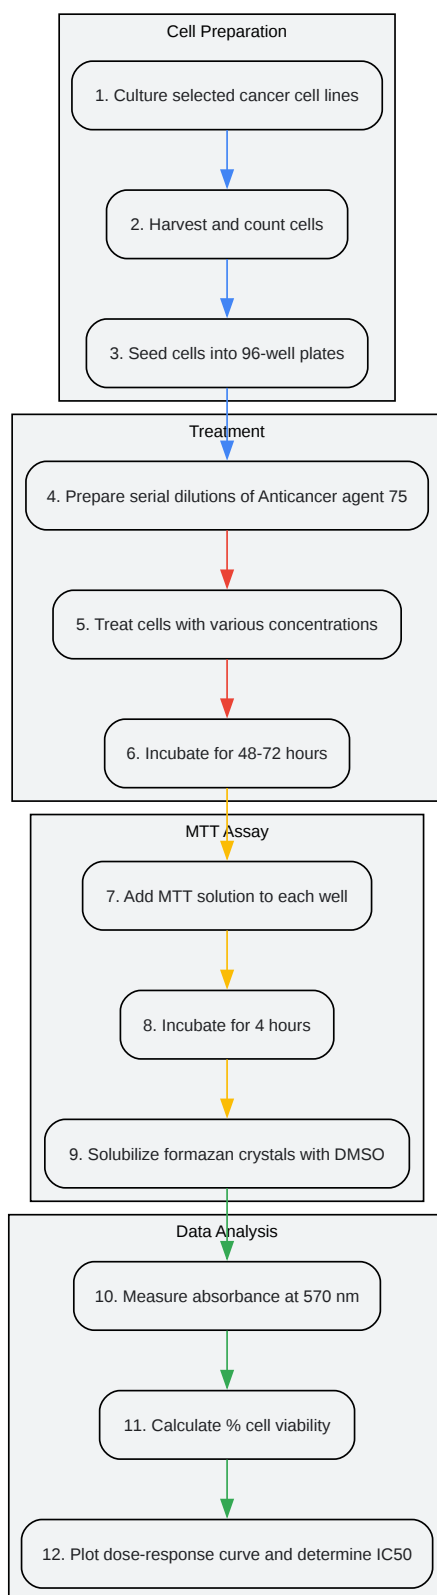 Cell Preparation
1. Culture selected cancer cell lines
2. Harvest and count cells
3. Seed cells into 96-well plates
Treatment
4. Prepare serial dilutions of Anticancer agent 75
5. Treat cells with various concentrations
6. Incubate for 48-72 hours
MTT Assay
7. Add MTT solution to each well
8. Incubate for 4 hours
9. Solubilize formazan crystals with DMSO
Data Analysis
10. Measure absorbance at 570 nm
11. Calculate % cell viability
12. Plot dose-response curve and determine IC50